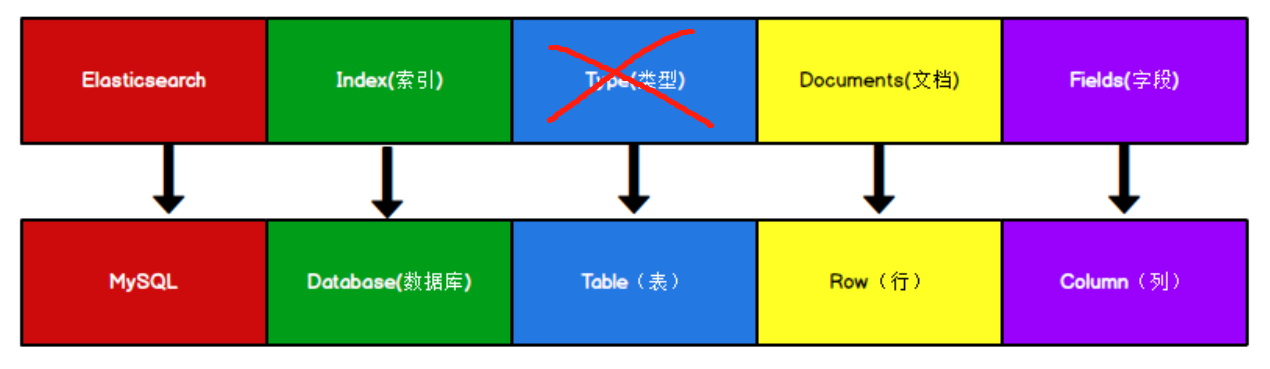 Elasticsearch
Index(索引)
Type(类型)
Documents(文档)
Fields(字段)
MySQL
Database(数据库)
Table（表）
Row（行）
Column（列）